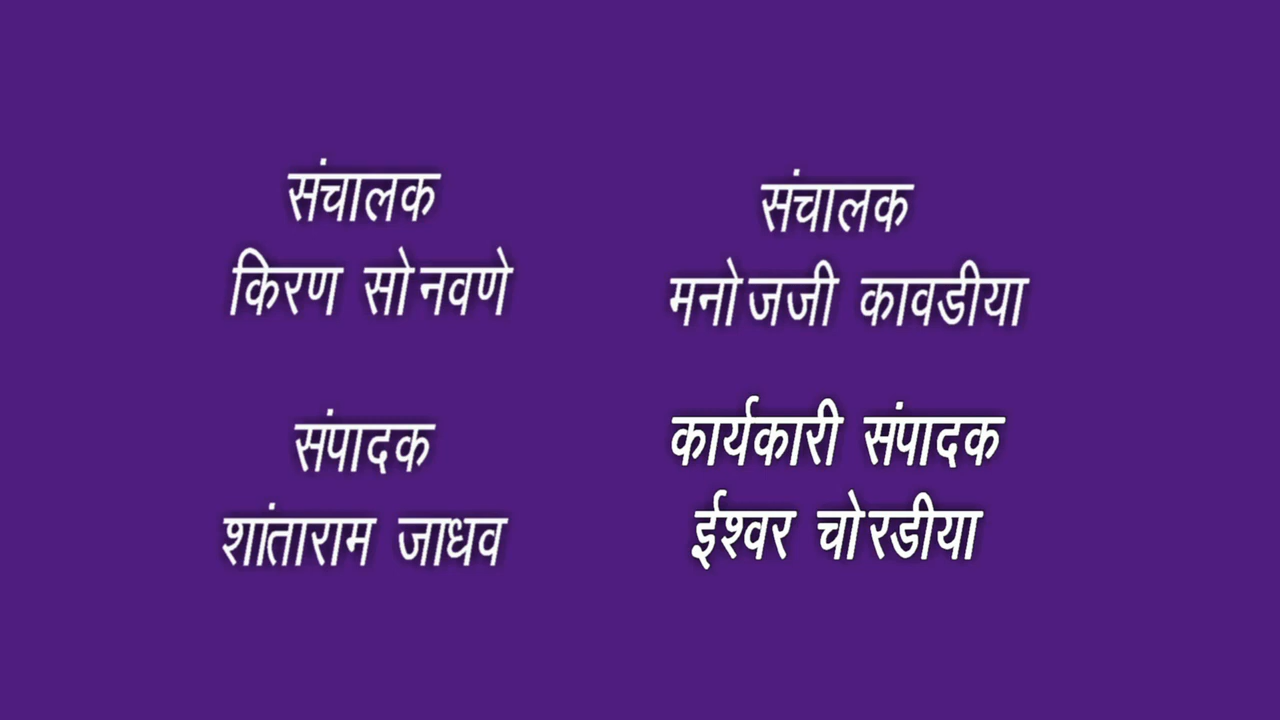 संचालक
किरण सोनवणे
संचालक
मनोजजी कावडीया
संपादक
शांताराम जाधव
कार्यकारी संपादक
ईश्वर चोरडीया